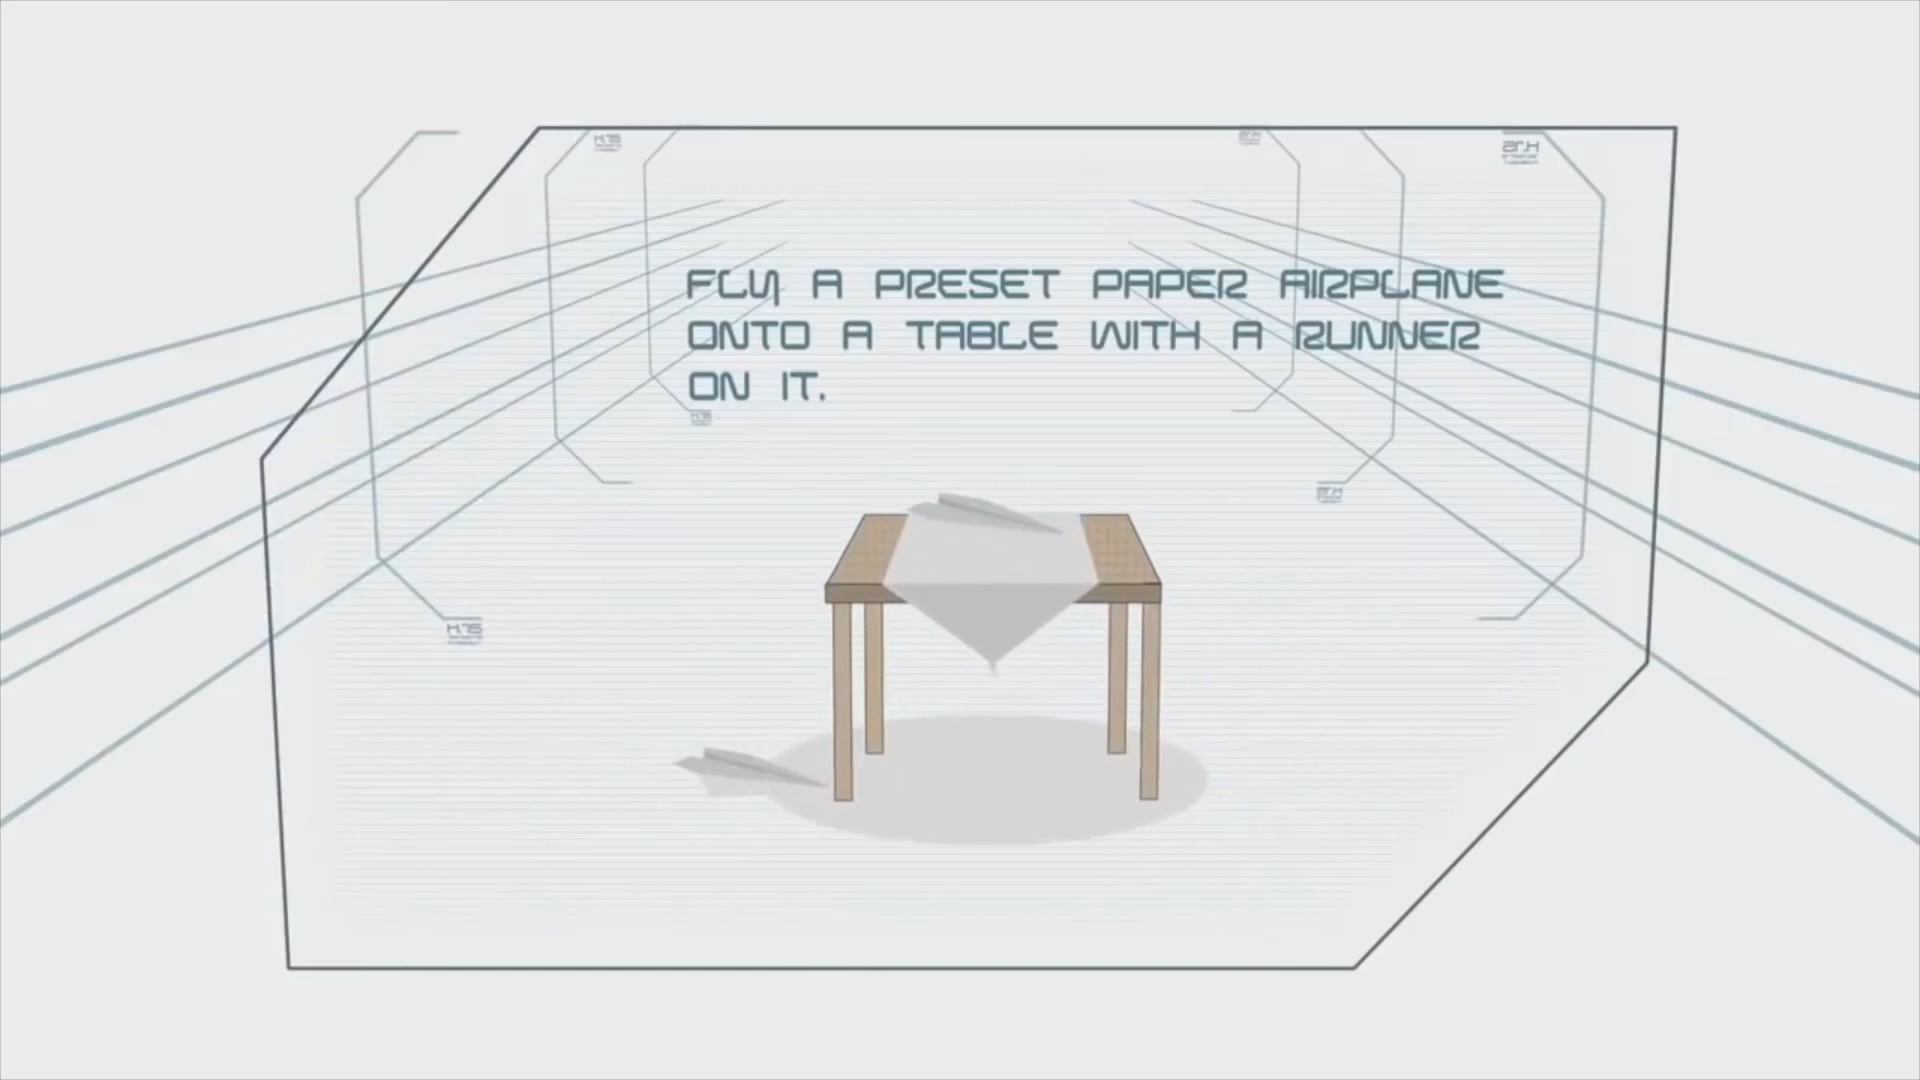 FLY A PRESET PAPER AIRPLANE
ONTO A TABLE WITH A RUNNER
ON IT.